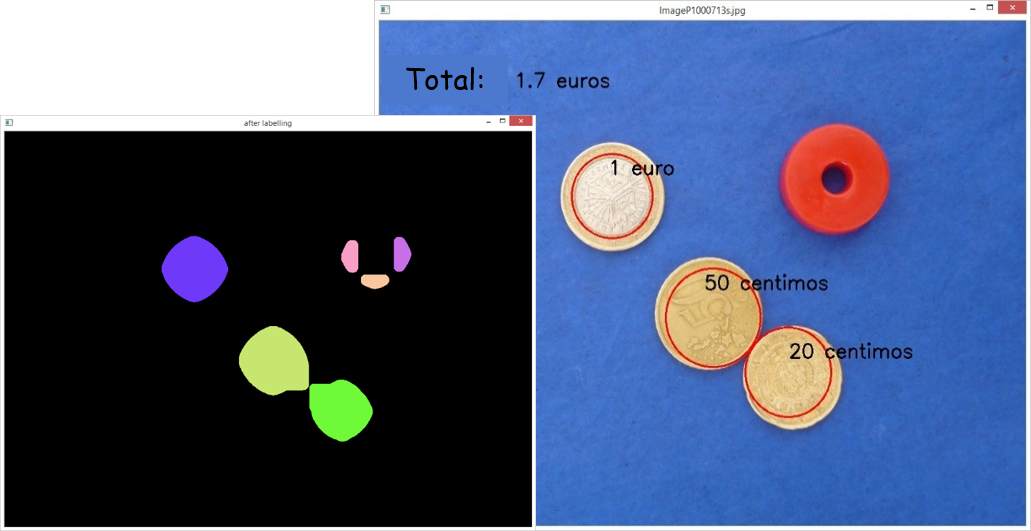 ImageP1000713s.jpg
Total: 1.7 euros
after labelling
1 euro
50 centimos
20 centimos